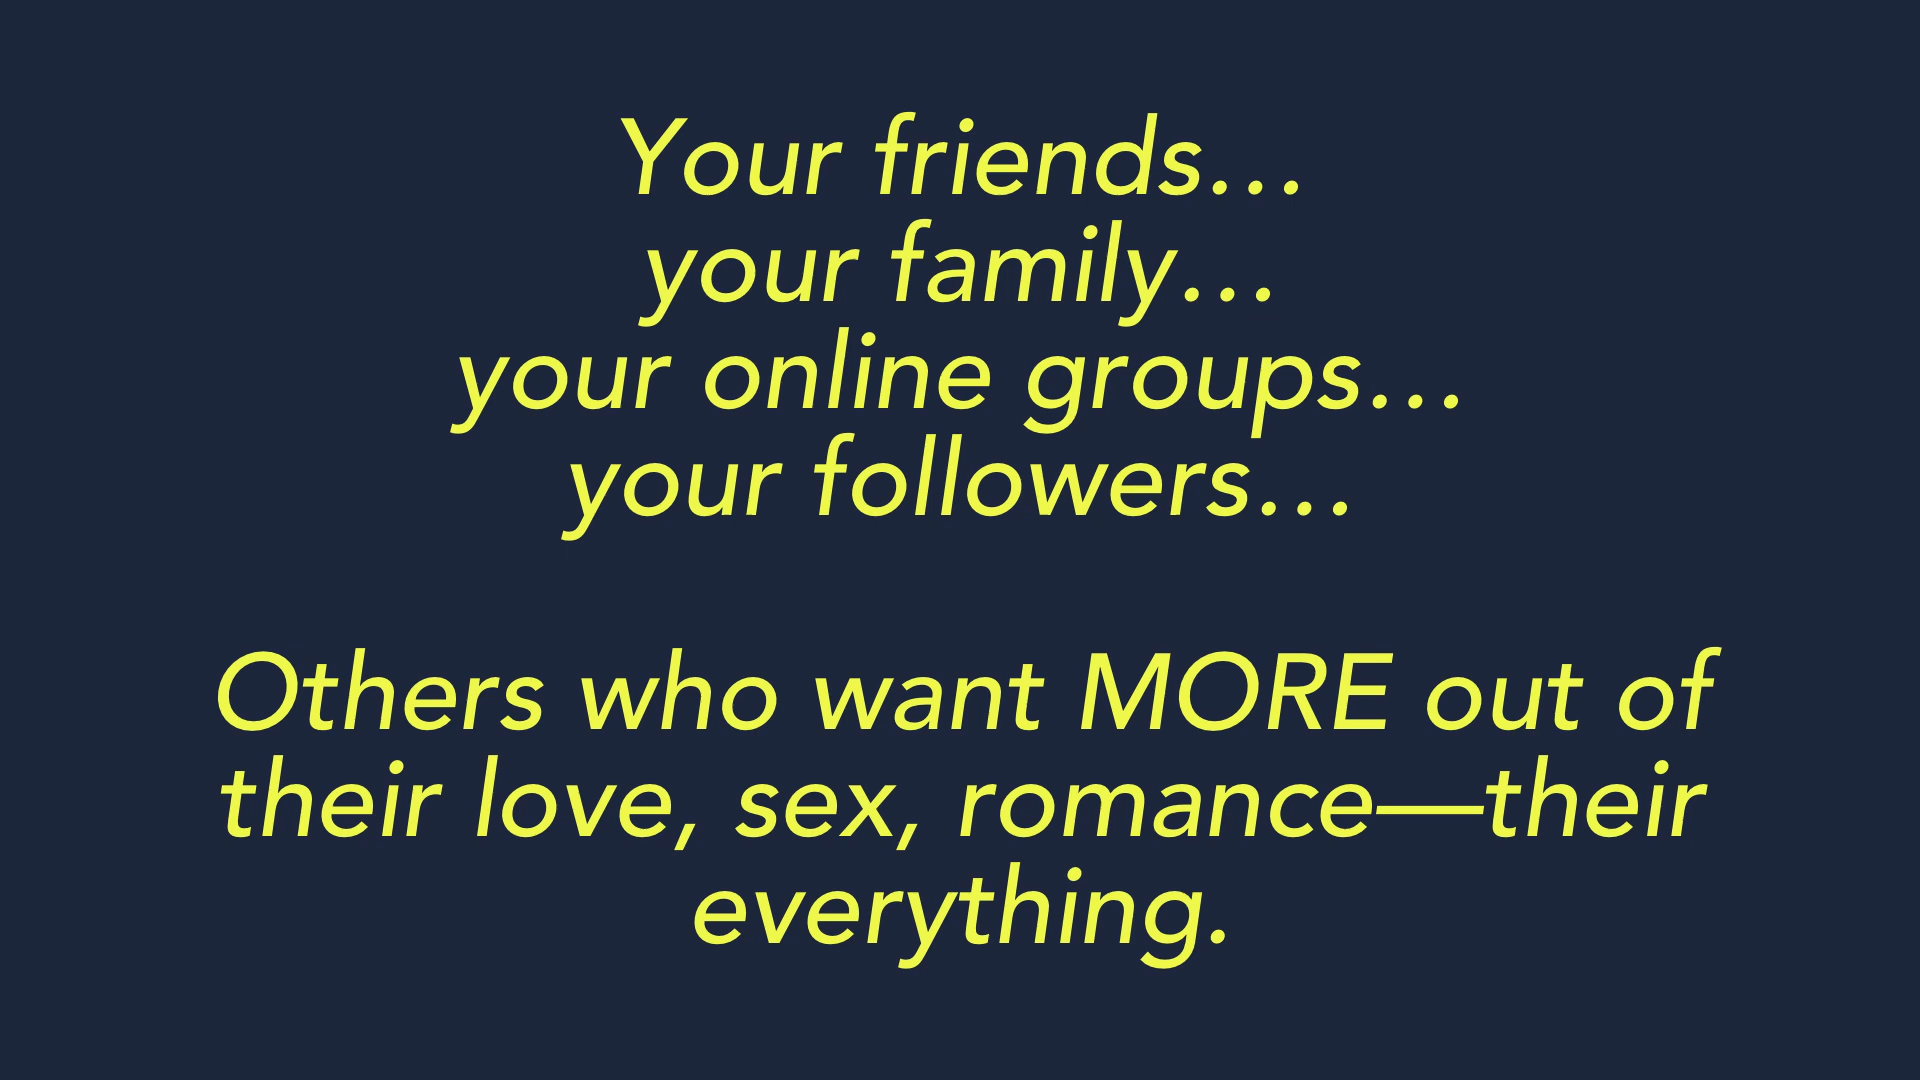 Your friends…
your family…
your online groups…
your followers…
Others who want MORE out of
their love, sex, romance—their
everything.